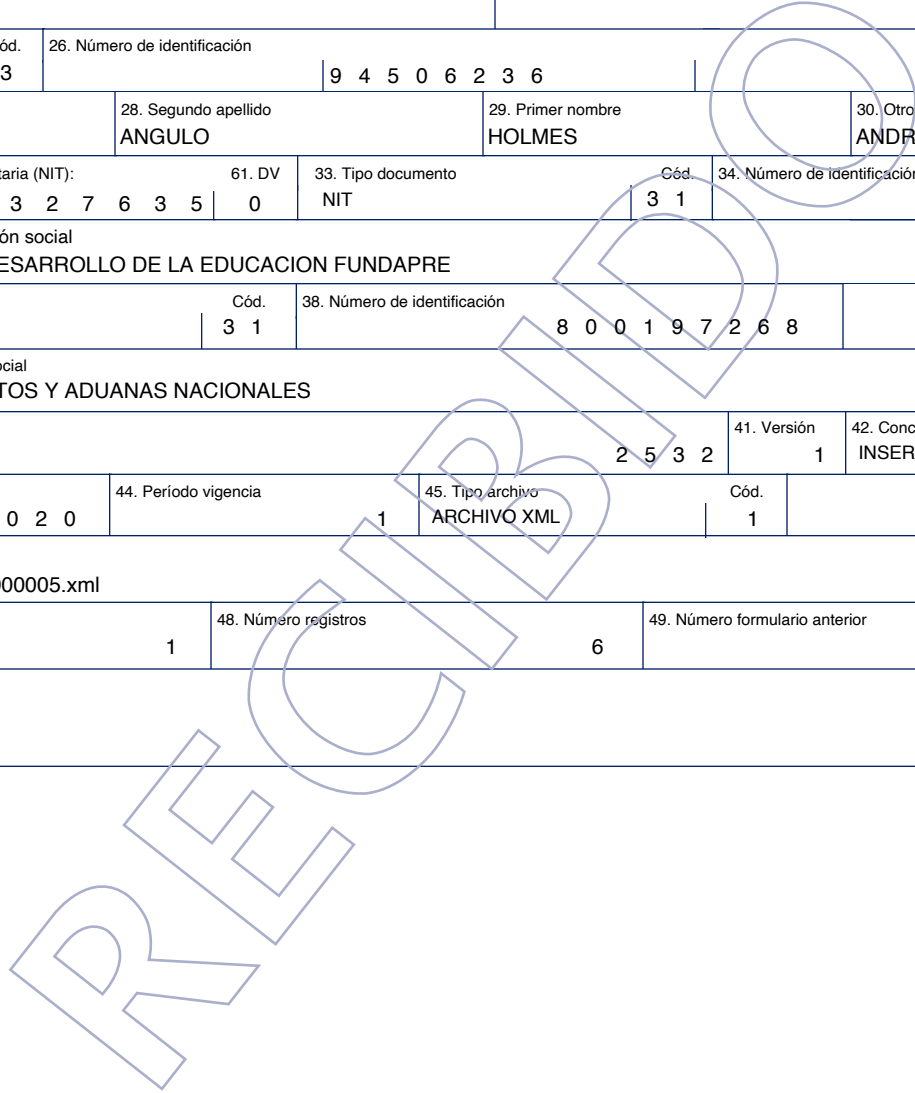 ód. 26. Número de identificación
3 9 4 5 0 6 2 3 6
28. Segundo apellido 29. Primer nombre 30. Otro
ANGULO HOLMES ANDR
taria (NIT): 61. DV 33. Tipo documento Cód. 34. Número de identificación
3 2 7 6 3 5 0 NIT 3 1
ón social
ESARROLLO DE LA EDUCACION FUNDAPRE
Cód. 38. Número de identificación
3 1 8 0 0 1 9 7 2 6 8
ocial
TOS Y ADUANAS NACIONALES
41. Versión 42. Conc
2 5 3 2 1 INSER
44. Período vigencia 45. Tipo archivo Cód.
0 2 0 1 ARCHIVO XML 1
000005.xml
48. Número registros 49. Número formulario anterior
1 6
RECIBIDO